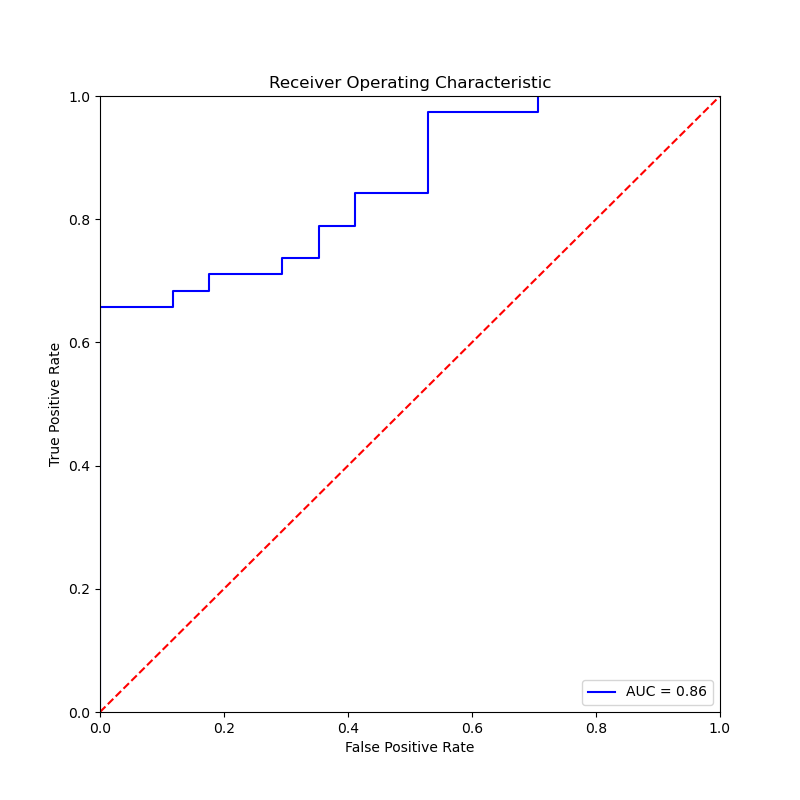 Receiver Operating Characteristic
1.0
0.8
0.6
0.4
0.2
0.0
True Positive Rate
AUC = 0.86
0.0 0.2 0.4 0.6 0.8 1.0
False Positive Rate